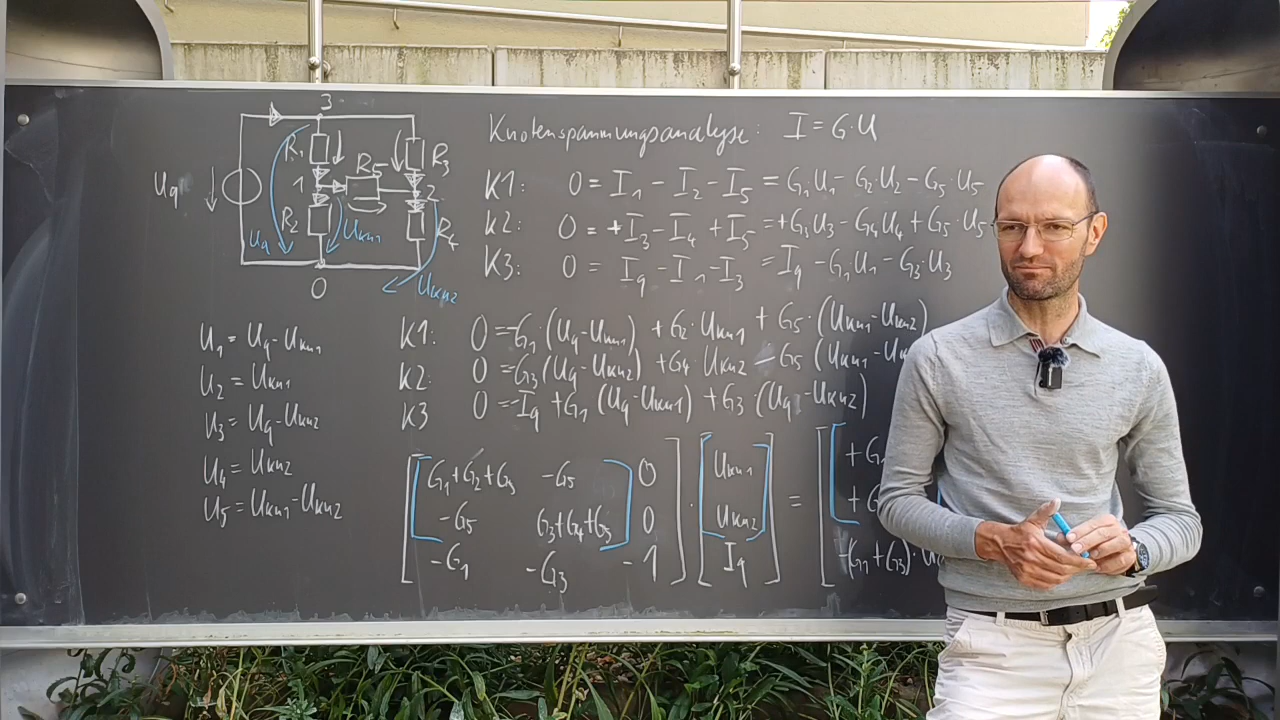 3
R1
R5
R3
Uq
1
2
R2
Uq
UKn1
R4
0
UKn2
Knotenspannungsanalyse: I = G·U
K1: 0 = I1 - I2 - I5 = G1U1 - G2U2 - G5·U5
K2: 0 = +I3 - I4 + I5 = +G3U3 - G4U4 + G5·U5
K3: 0 = Iq - I1 - I3 = Iq - G1·U1 - G3·U3
K1: 0 = -G1·(Uq-UKn1) + G2·UKn1 + G5·(UKn1-UKn2)
K2: 0 = -G3(Uq-UKn2) + G4·UKn2 - G5(UKn1-UK
K3 0 = -Iq + G1(Uq-UKn1) + G3·(Uq-UKn2)
U1 = Uq-UKn1
U2 = UKn1
U3 = Uq-UKn2
U4 = UKn2
U5 = UKn1-UKn2
[G1+G2+G5 -G5 0] · [UKn1] = [+G
-G5 G3+G4+G5 0 UKn2 +G
-G1 -G3 -1 Iq -(G1+G3)·U